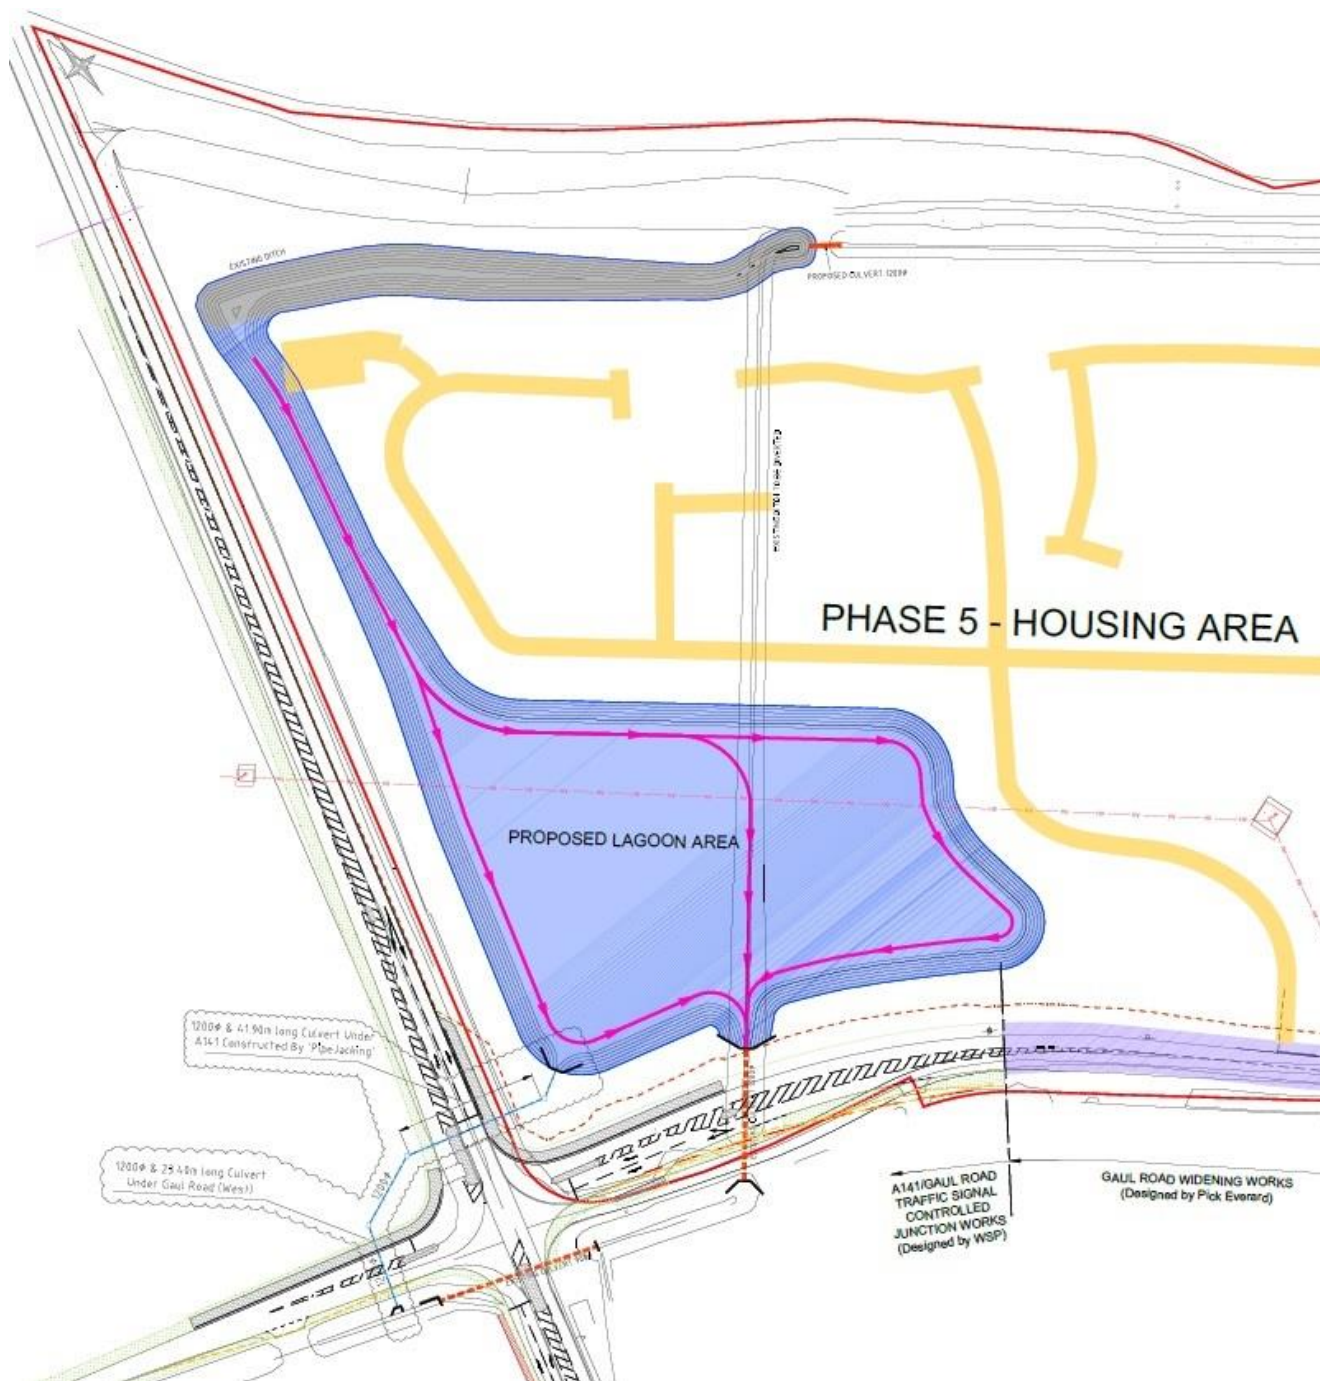 EXISTING DITCH
PROPOSED CULVERT 1200ø
PHASE 5 - HOUSING AREA
PROPOSED LAGOON AREA
1200ø & 41.90m long Culvert Under
A141 Constructed By 'PipeJacking'
1200ø & 23.40m long Culvert
Under Gaul Road (West)
1200ø
A141/GAUL ROAD
TRAFFIC SIGNAL
CONTROLLED
JUNCTION WORKS
(Designed by WSP)
GAUL ROAD WIDENING WORKS
(Designed by Pick Everard)